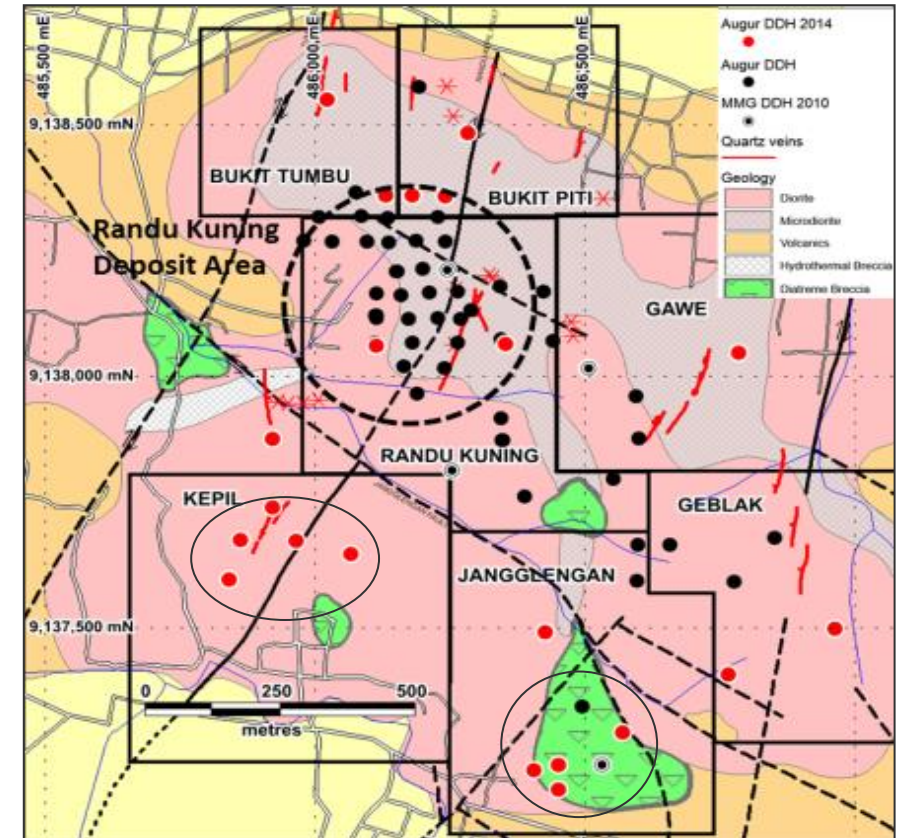 485,500 mE
486,000 mE
486,500 mE
Augur DDH 2014
Augur DDH
MMG DDH 2010
Quartz veins
Geology
Diorite
Microdiorite
Volcanics
Hydrothermal Breccia
Diatreme Breccia
9,138,500 mN
BUKIT TUMBU
BUKIT PITI
Randu Kuning
Deposit Area
GAWE
9,138,000 mN
RANDU KUNING
KEPIL
GEBLAK
JANGGLENGAN
9,137,500 mN
0 250 500
metres